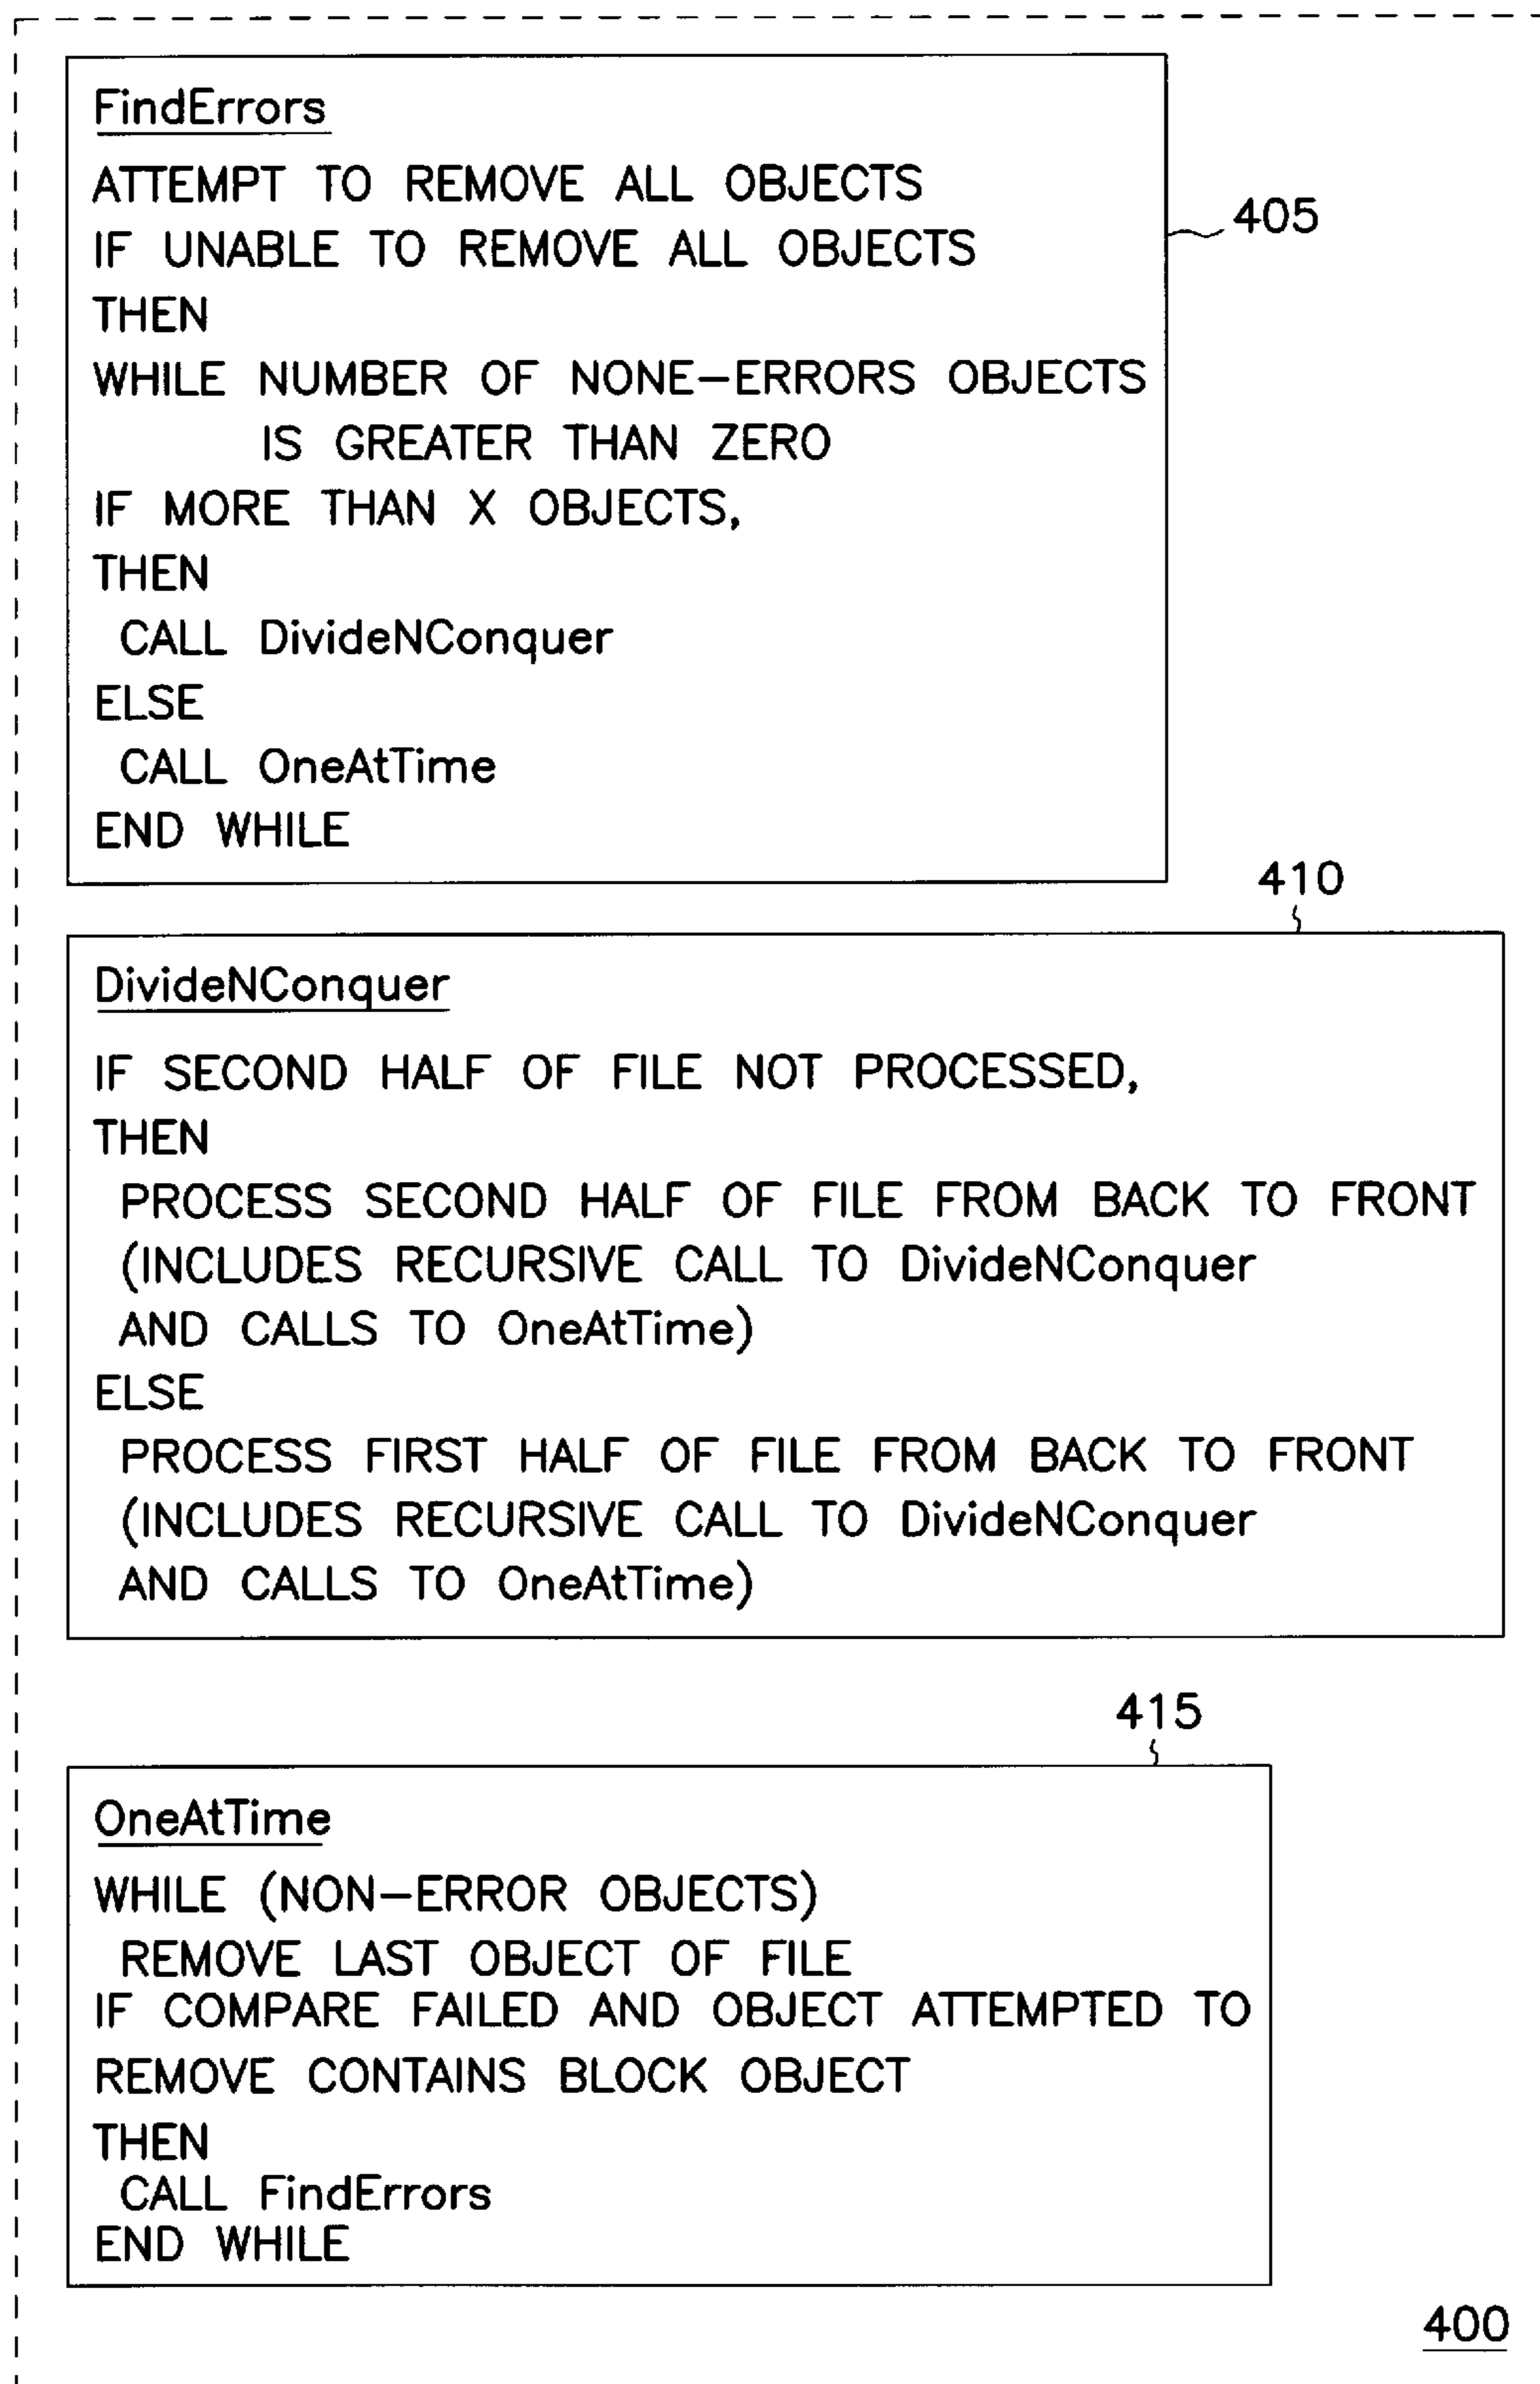 FindErrors
ATTEMPT TO REMOVE ALL OBJECTS
IF UNABLE TO REMOVE ALL OBJECTS
405
THEN
WHILE NUMBER OF NONE-ERRORS OBJECTS
IS GREATER THAN ZERO
IF MORE THAN X OBJECTS,
THEN
CALL DivideNConquer
ELSE
CALL OneAtTime
END WHILE
410
DivideNConquer
IF SECOND HALF OF FILE NOT PROCESSED,
THEN
PROCESS SECOND HALF OF FILE FROM BACK TO FRONT
(INCLUDES RECURSIVE CALL TO DivideNConquer
AND CALLS TO OneAtTime)
ELSE
PROCESS FIRST HALF OF FILE FROM BACK TO FRONT
(INCLUDES RECURSIVE CALL TO DivideNConquer
AND CALLS TO OneAtTime)
415
OneAtTime
WHILE (NON-ERROR OBJECTS)
REMOVE LAST OBJECT OF FILE
IF COMPARE FAILED AND OBJECT ATTEMPTED TO
REMOVE CONTAINS BLOCK OBJECT
THEN
CALL FindErrors
END WHILE
400